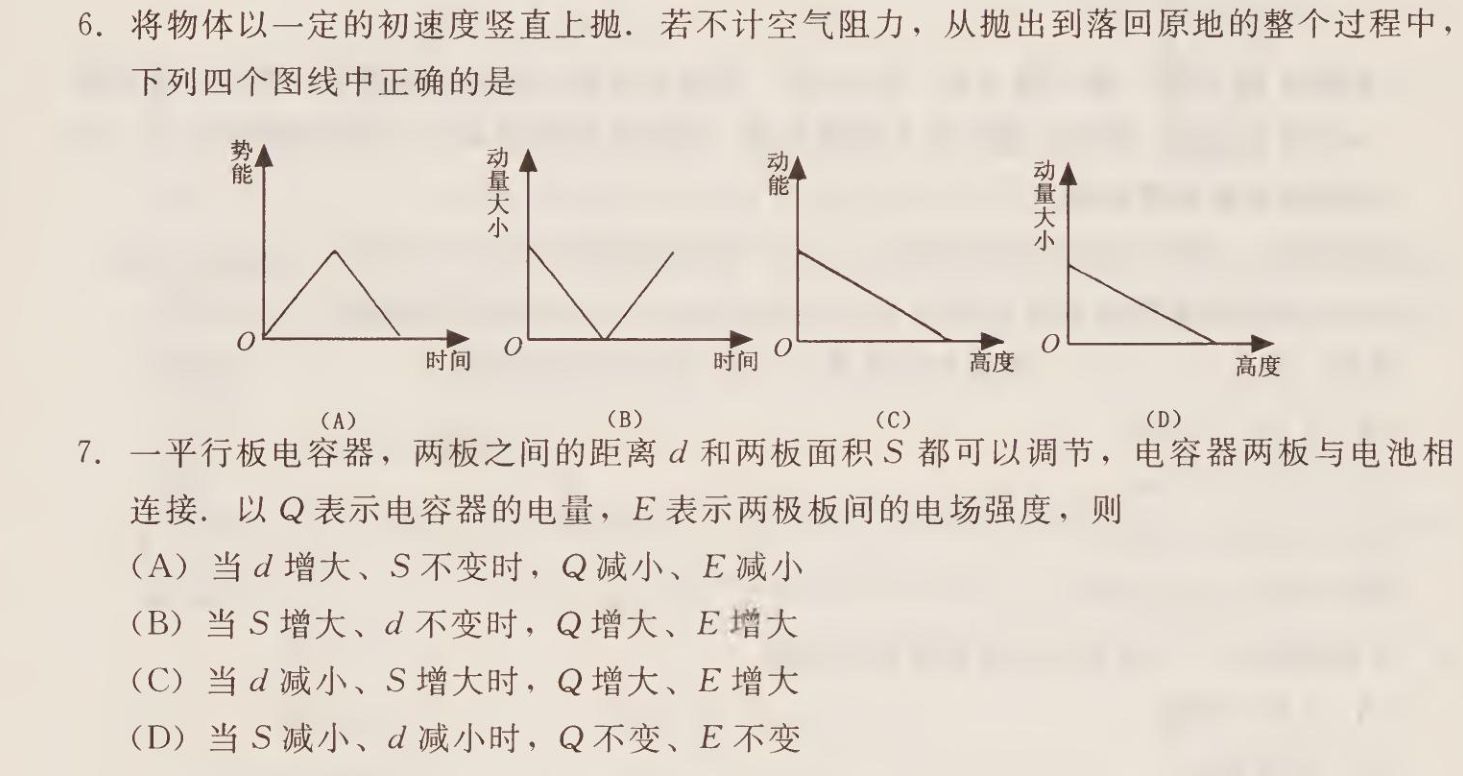 6. 将物体以一定的初速度竖直上抛．若不计空气阻力，从抛出到落回原地的整个过程中，
下列四个图线中正确的是
势能
O
时间
(A)
动量大小
O
时间
(B)
动能
O
高度
(C)
动量大小
O
高度
(D)
7. 一平行板电容器，两板之间的距离 d 和两板面积 S 都可以调节，电容器两板与电池相
连接．以 Q 表示电容器的电量，E 表示两极板间的电场强度，则
(A) 当 d 增大、S 不变时，Q 减小、E 减小
(B) 当 S 增大、d 不变时，Q 增大、E 增大
(C) 当 d 减小、S 增大时，Q 增大、E 增大
(D) 当 S 减小、d 减小时，Q 不变、E 不变